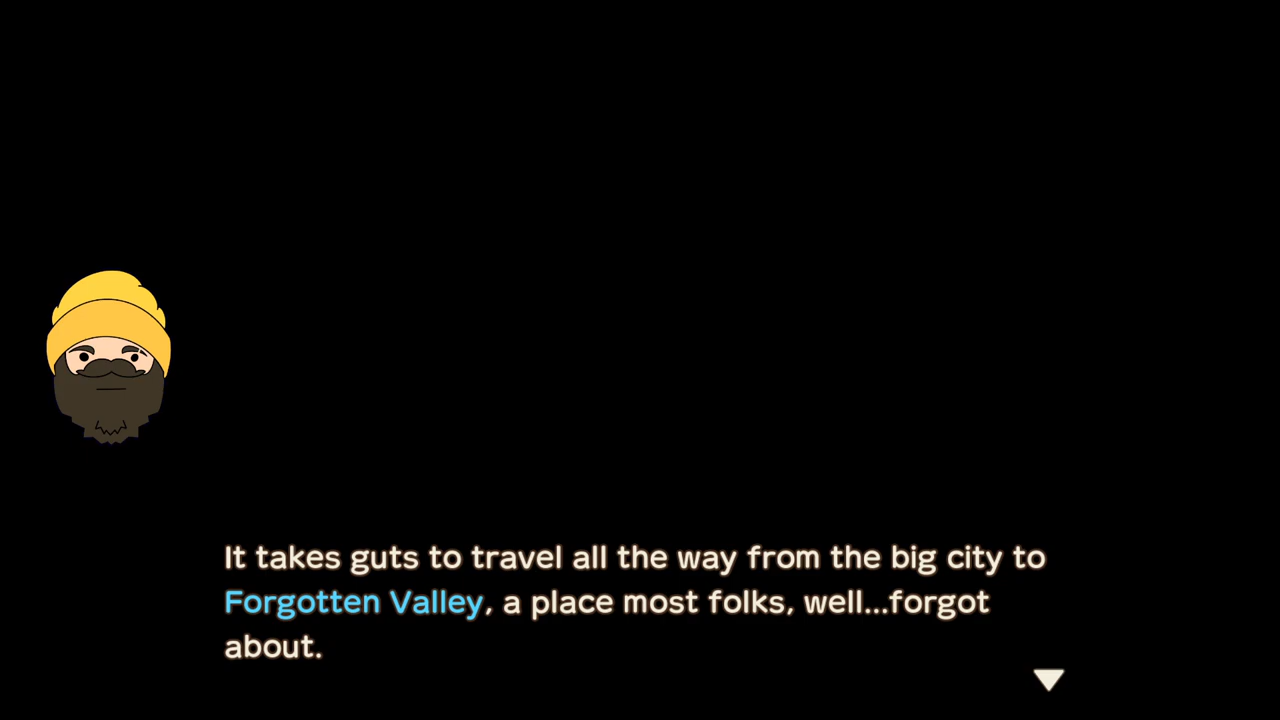 It takes guts to travel all the way from the big city to
Forgotten Valley, a place most folks, well...forgot
about.